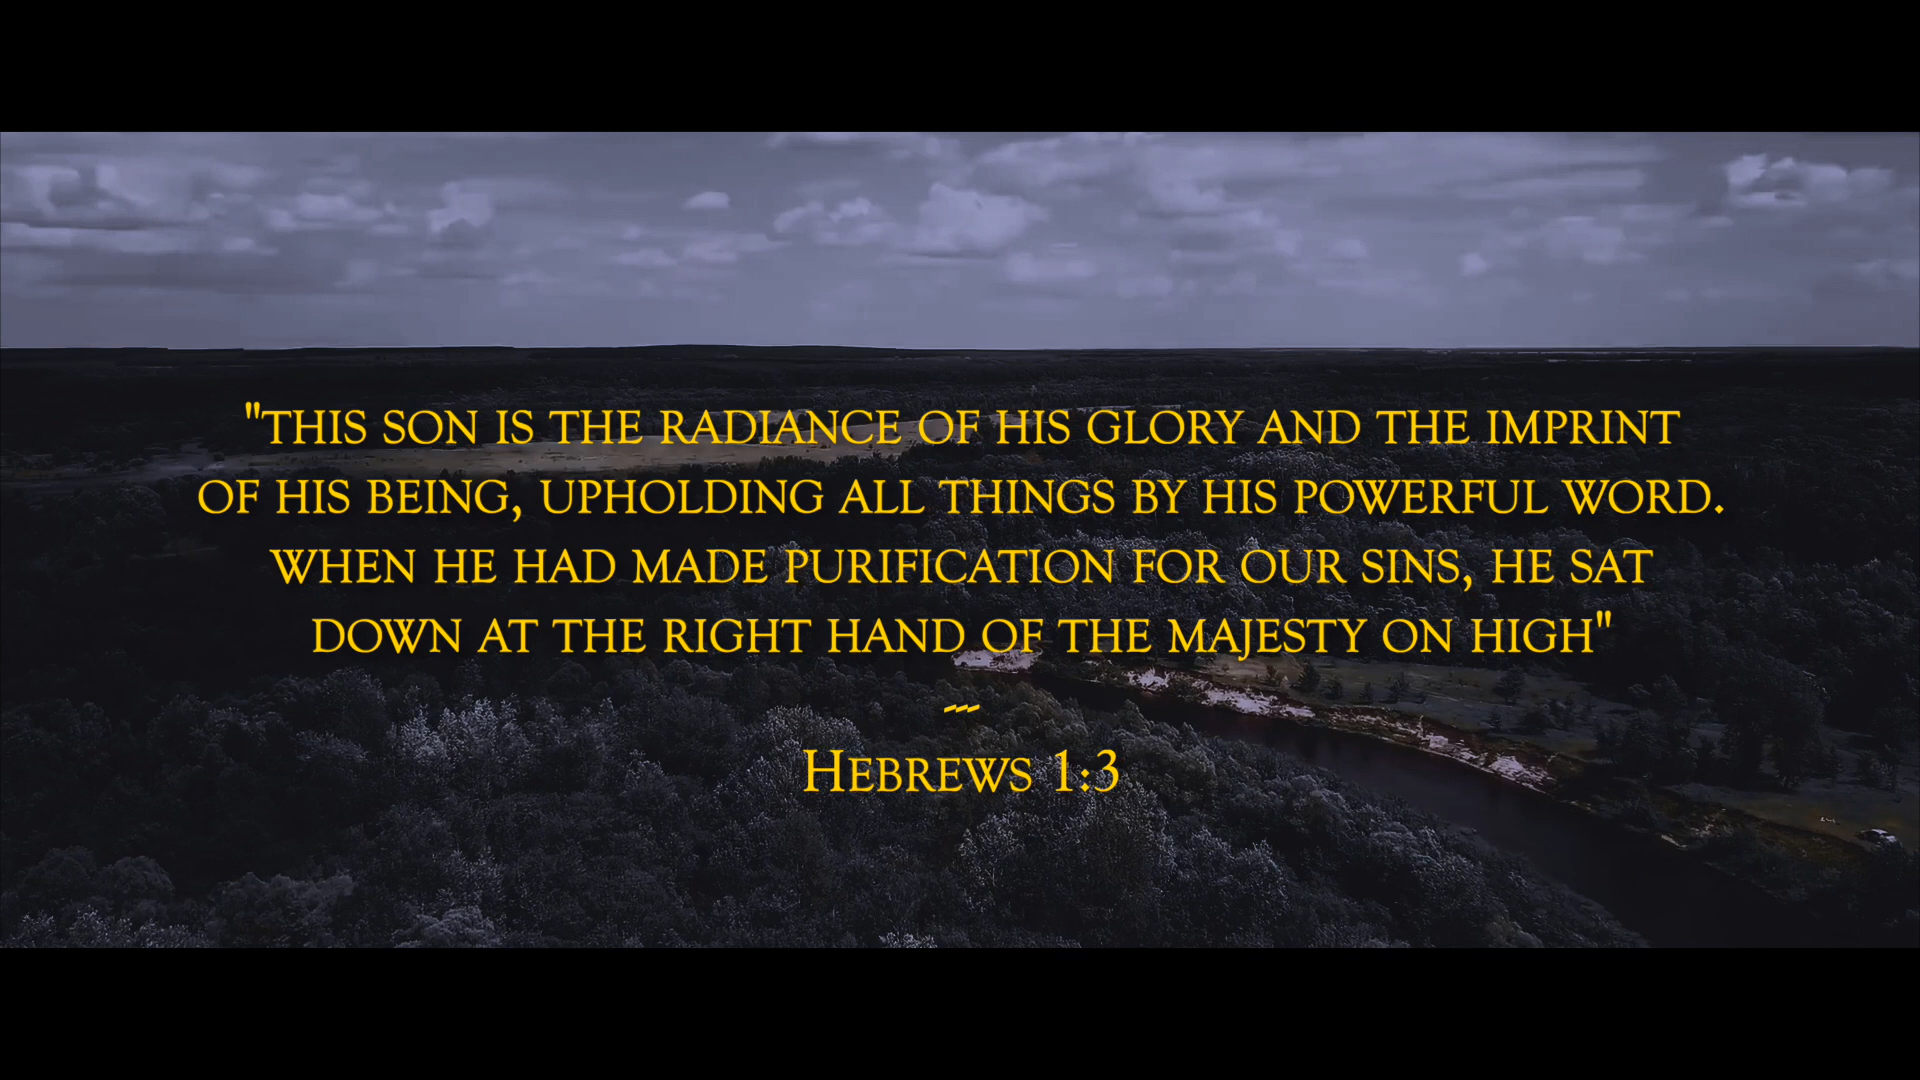 "THIS SON IS THE RADIANCE OF HIS GLORY AND THE IMPRINT
OF HIS BEING, UPHOLDING ALL THINGS BY HIS POWERFUL WORD.
WHEN HE HAD MADE PURIFICATION FOR OUR SINS, HE SAT
DOWN AT THE RIGHT HAND OF THE MAJESTY ON HIGH"
~~~
HEBREWS 1:3